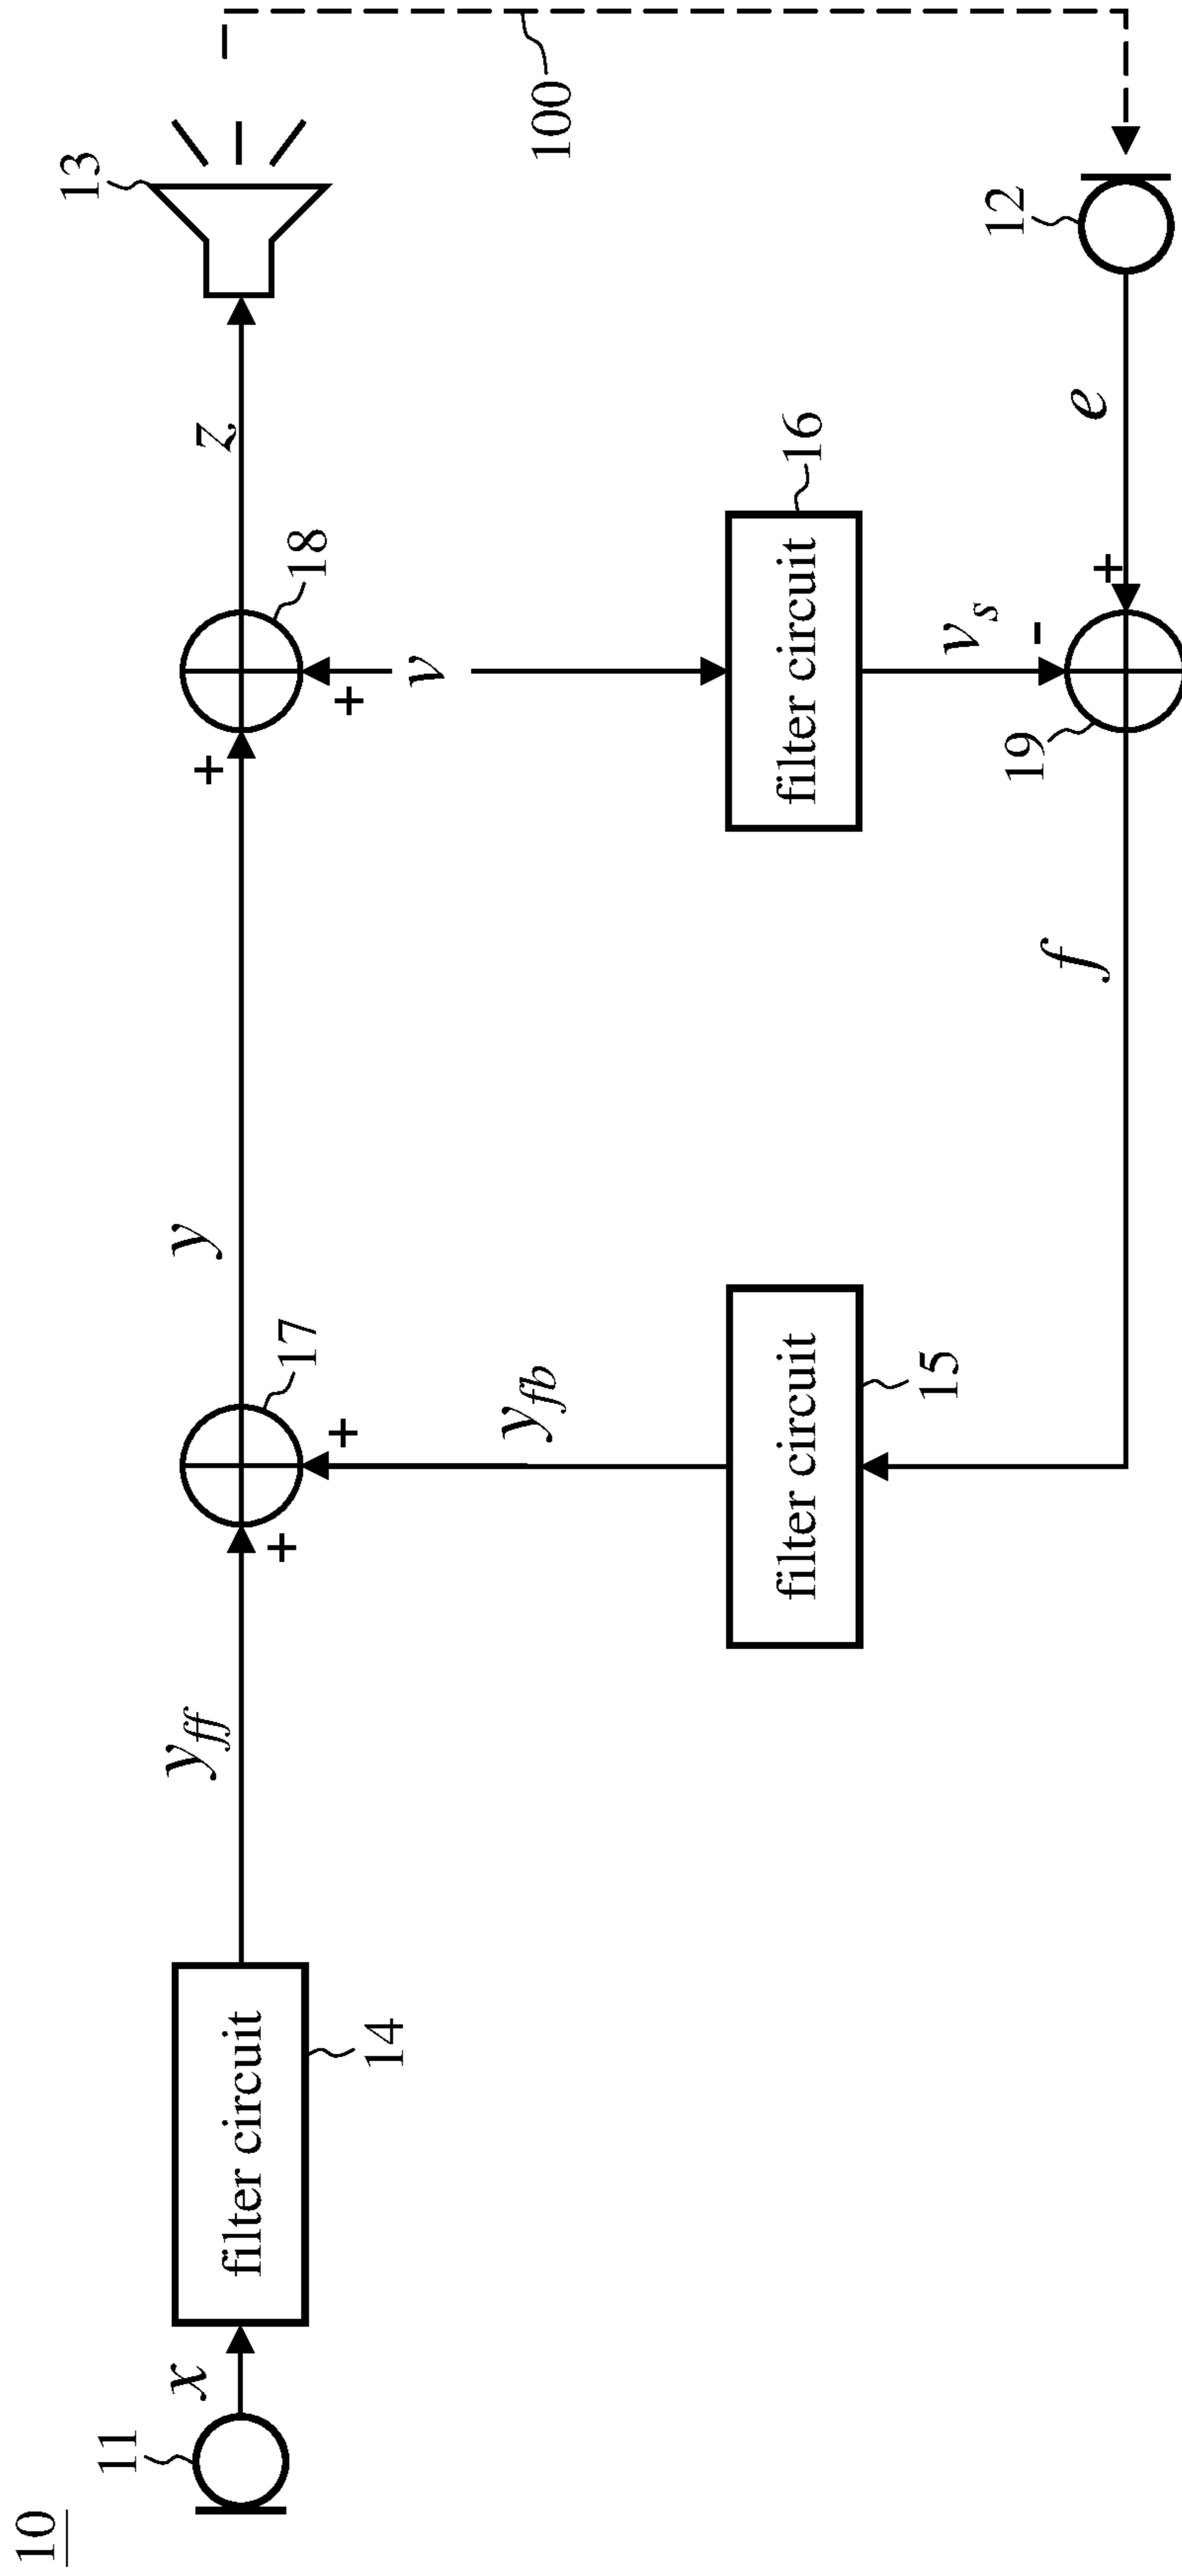 10
11
x
filter circuit
14
y_ff
+
17
+
y
+
18
+
z
13
100
v
y_fb
filter circuit
15
filter circuit
16
v_s
-
19
f
+
e
12